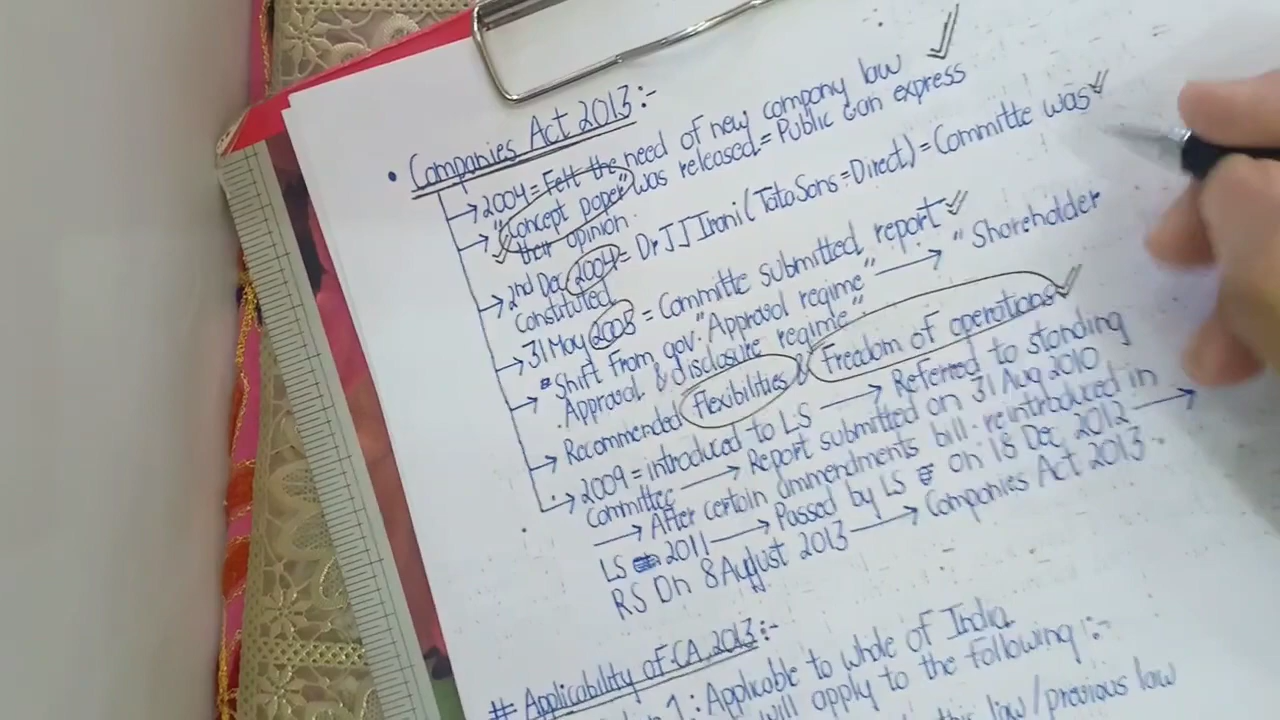 • Companies Act 2013:-
→ 2004 = Felt the need of new company law
→ "Concept paper" was released = Public Can express
their opinion.
→ 2nd Dec 2004 = Dr JJ Irani (Tata Sons = Direct) = Committe was
Constituted
→ 31 May 2005 = Committe submitted report
→ Shift From gov. "Approval regime" → "Shareholder
Approval & disclosure regime"
→ Recommended Flexibilities & Freedom of operations
→ 2009 = introduced to LS → Referred to standing
Committee → Report submitted on 31 Aug 2010
→ After certain ammendments bill reintroduced in
LS 2011 → Passed by LS on 18 Dec 2012 →
RS On 8 August 2013 → Companies Act 2013
# Applicability of CA, 2013:-
1: Applicable to whole of India
will apply to the following :-
this law/previous law